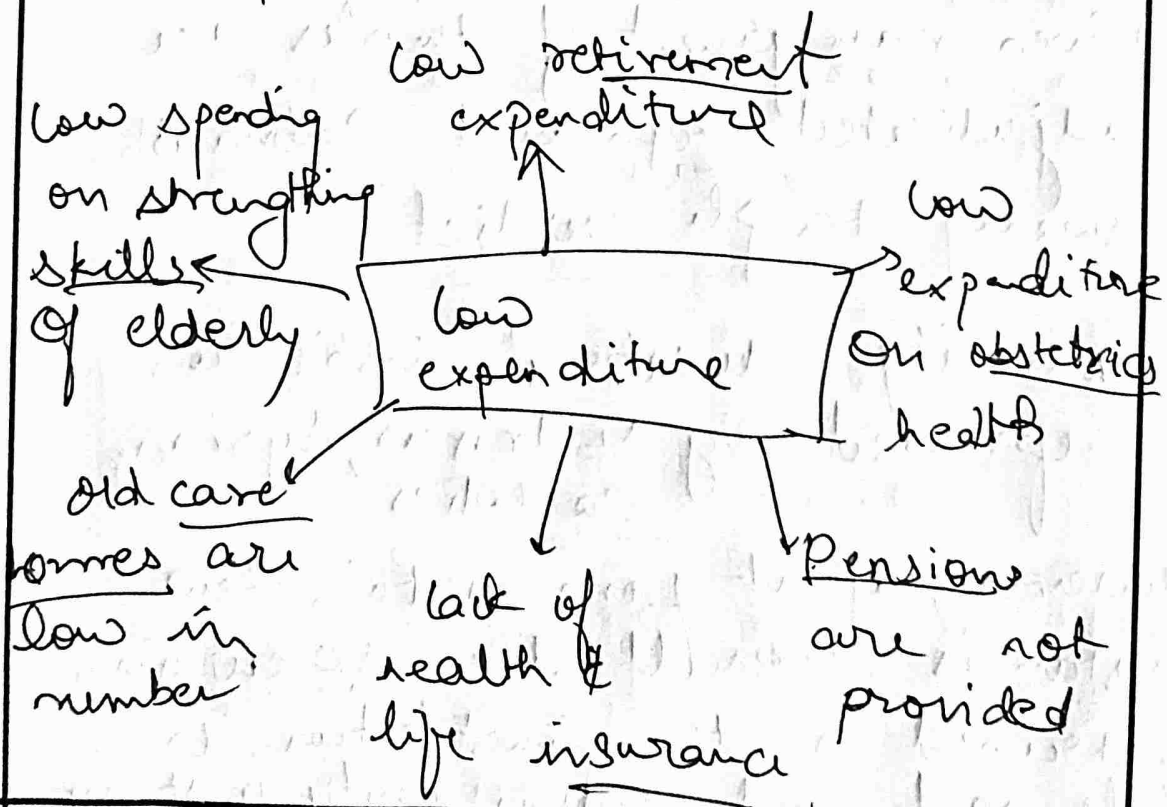 low retirement
expenditure
low spending
on strengthing
skills
of elderly
low
expenditure
on obstetrics
health
low
expenditure
old care
omes are
low in
number
lack of
health &
life insurance
Pensions
are not
provided